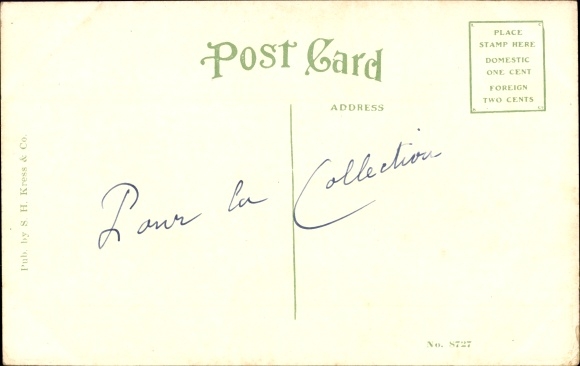 POST CARD
PLACE
STAMP HERE
DOMESTIC
ONE CENT
FOREIGN
TWO CENTS
ADDRESS
Pour la Collection
Pub. by S. H. Kress & Co.
No. 8727